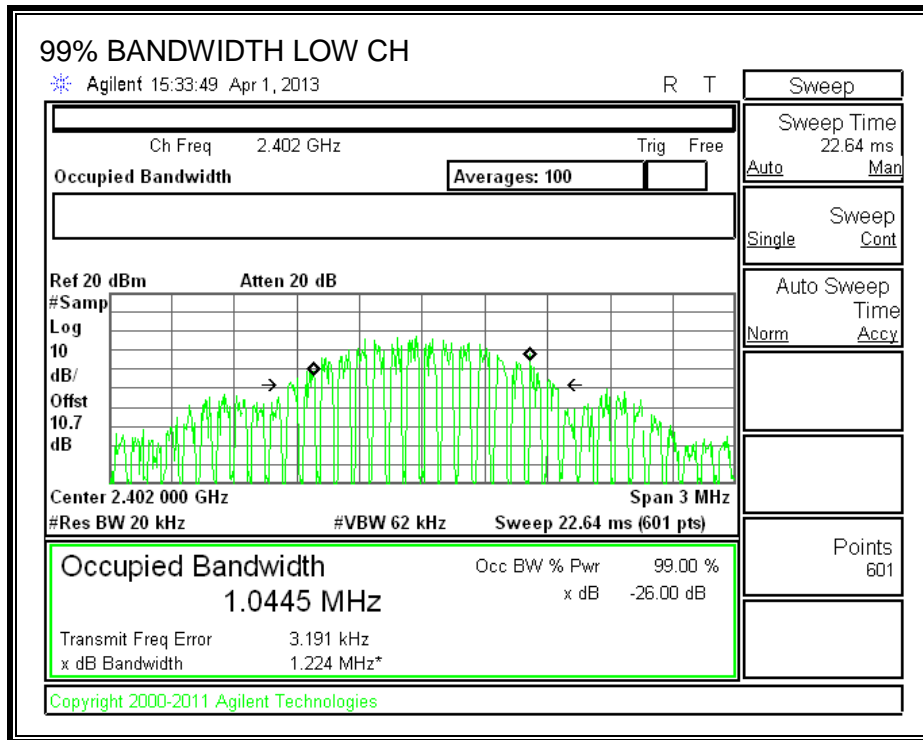 99% BANDWIDTH LOW CH
Agilent 15:33:49 Apr 1, 2013 R T
Ch Freq 2.402 GHz Trig Free
Occupied Bandwidth Averages: 100
Ref 20 dBm Atten 20 dB
#Samp
Log
10
dB/
Offst
10.7
dB
Center 2.402 000 GHz Span 3 MHz
#Res BW 20 kHz #VBW 62 kHz Sweep 22.64 ms (601 pts)
Occupied Bandwidth Occ BW % Pwr 99.00 %
1.0445 MHz x dB -26.00 dB
Transmit Freq Error 3.191 kHz
x dB Bandwidth 1.224 MHz*
Copyright 2000-2011 Agilent Technologies
Sweep
Sweep Time
22.64 ms
Auto Man
Sweep
Single Cont
Auto Sweep
Time
Norm Accy
Points
601